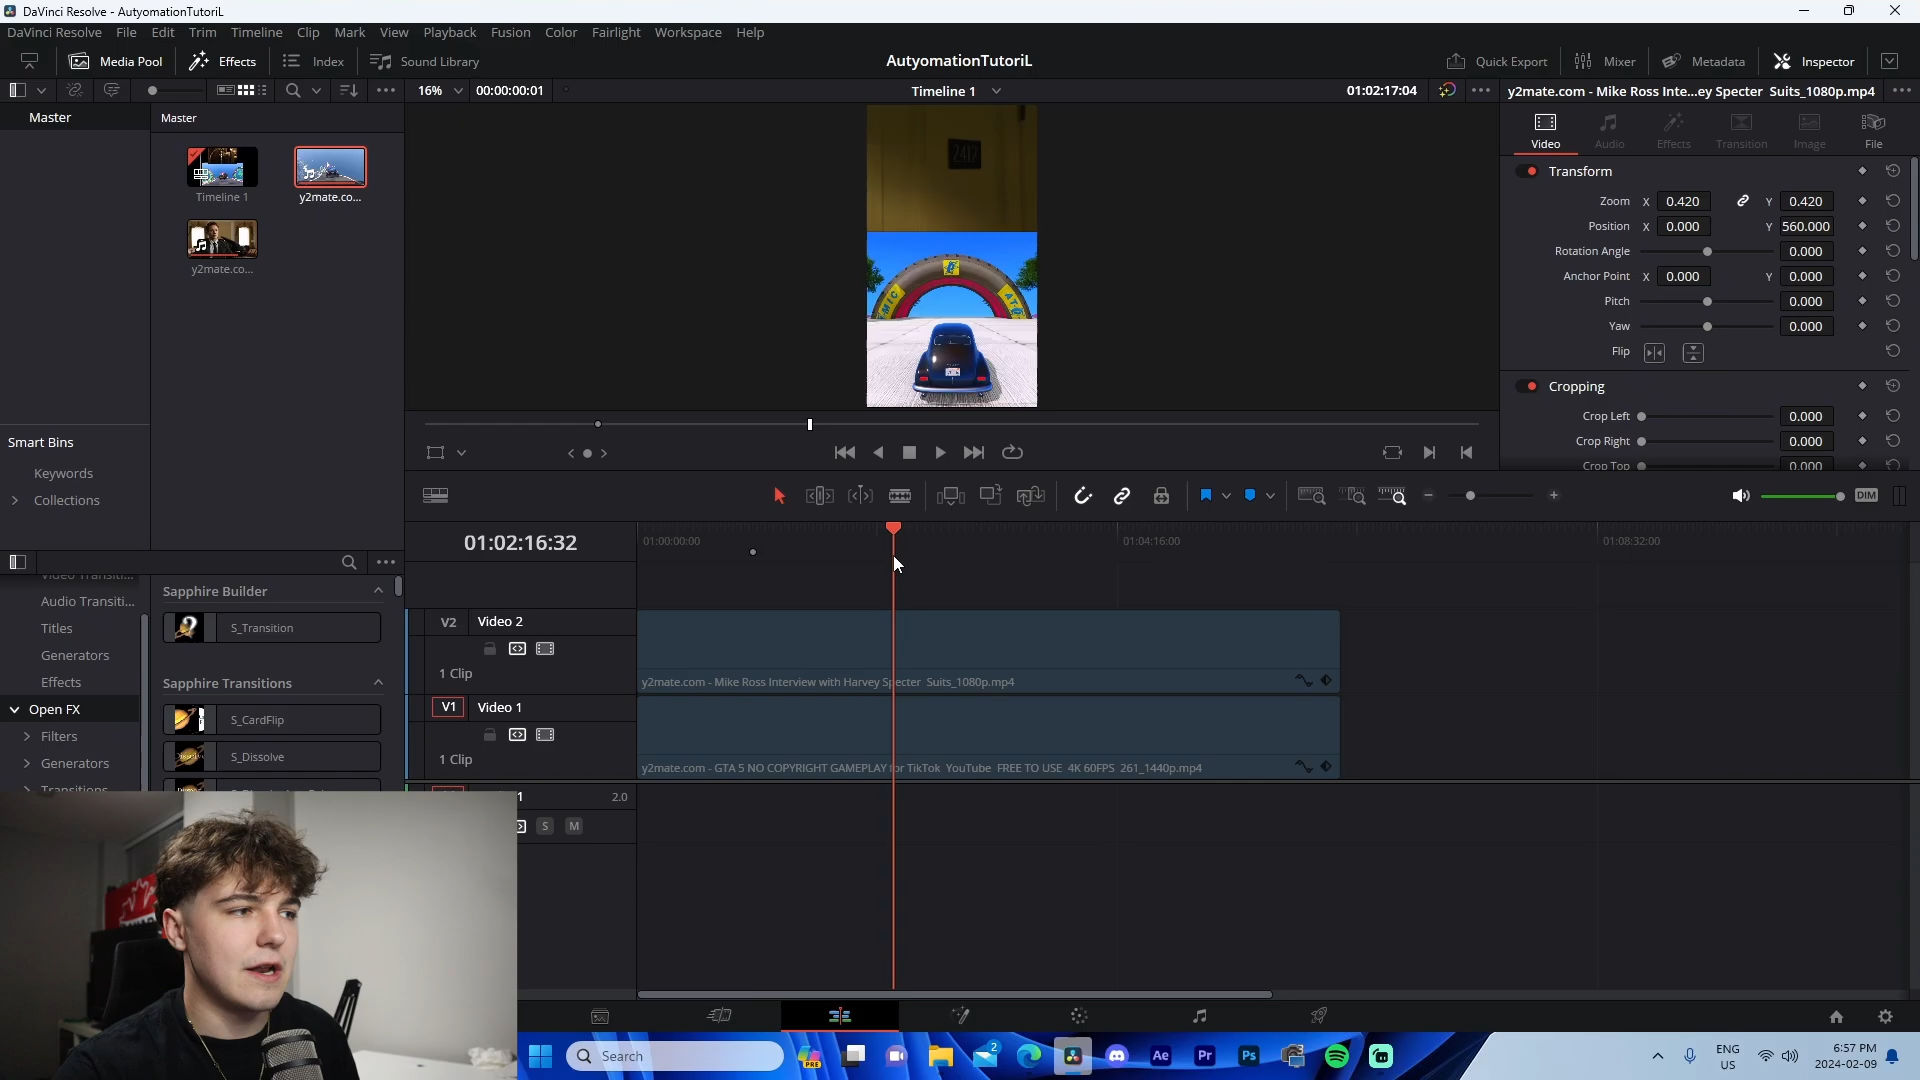 DaVinci Resolve - AutyomationTutoriL
DaVinci Resolve File Edit Trim Timeline Clip Mark View Playback Fusion Color Fairlight Workspace Help
Media Pool Effects Index Sound Library AutyomationTutoriL Quick Export Mixer Metadata Inspector
16% 00:00:00:01 Timeline 1 01:02:17:04 y2mate.com - Mike Ross Inte...ey Specter Suits_1080p.mp4
Master Master
Video Audio Effects Transition Image File
Timeline 1 y2mate.co...
y2mate.co...
2412
Transform
Zoom X 0.420 Y 0.420
Position X 0.000 Y 560.000
Rotation Angle 0.000
Anchor Point X 0.000 Y 0.000
Pitch 0.000
Yaw 0.000
Flip
Cropping
Crop Left 0.000
Crop Right 0.000
Crop Top 0.000
Smart Bins
Keywords
Collections
DIM
01:02:16:32 01:00:00:00 01:04:16:00 01:08:32:00
Video Transiti...
Audio Transiti...
Titles
Generators
Effects
Open FX
Filters
Generators
Transitions
Sapphire Builder
S_Transition
Sapphire Transitions
S_CardFlip
S_Dissolve
V2 Video 2
1 Clip
y2mate.com - Mike Ross Interview with Harvey Specter Suits_1080p.mp4
V1 Video 1
1 Clip
y2mate.com - GTA 5 NO COPYRIGHT GAMEPLAY for TikTok YouTube FREE TO USE 4K 60FPS 261_1440p.mp4
1 2.0
S M
Search PRE 2 Ae Pr Ps
ENG
US
6:57 PM
2024-02-09